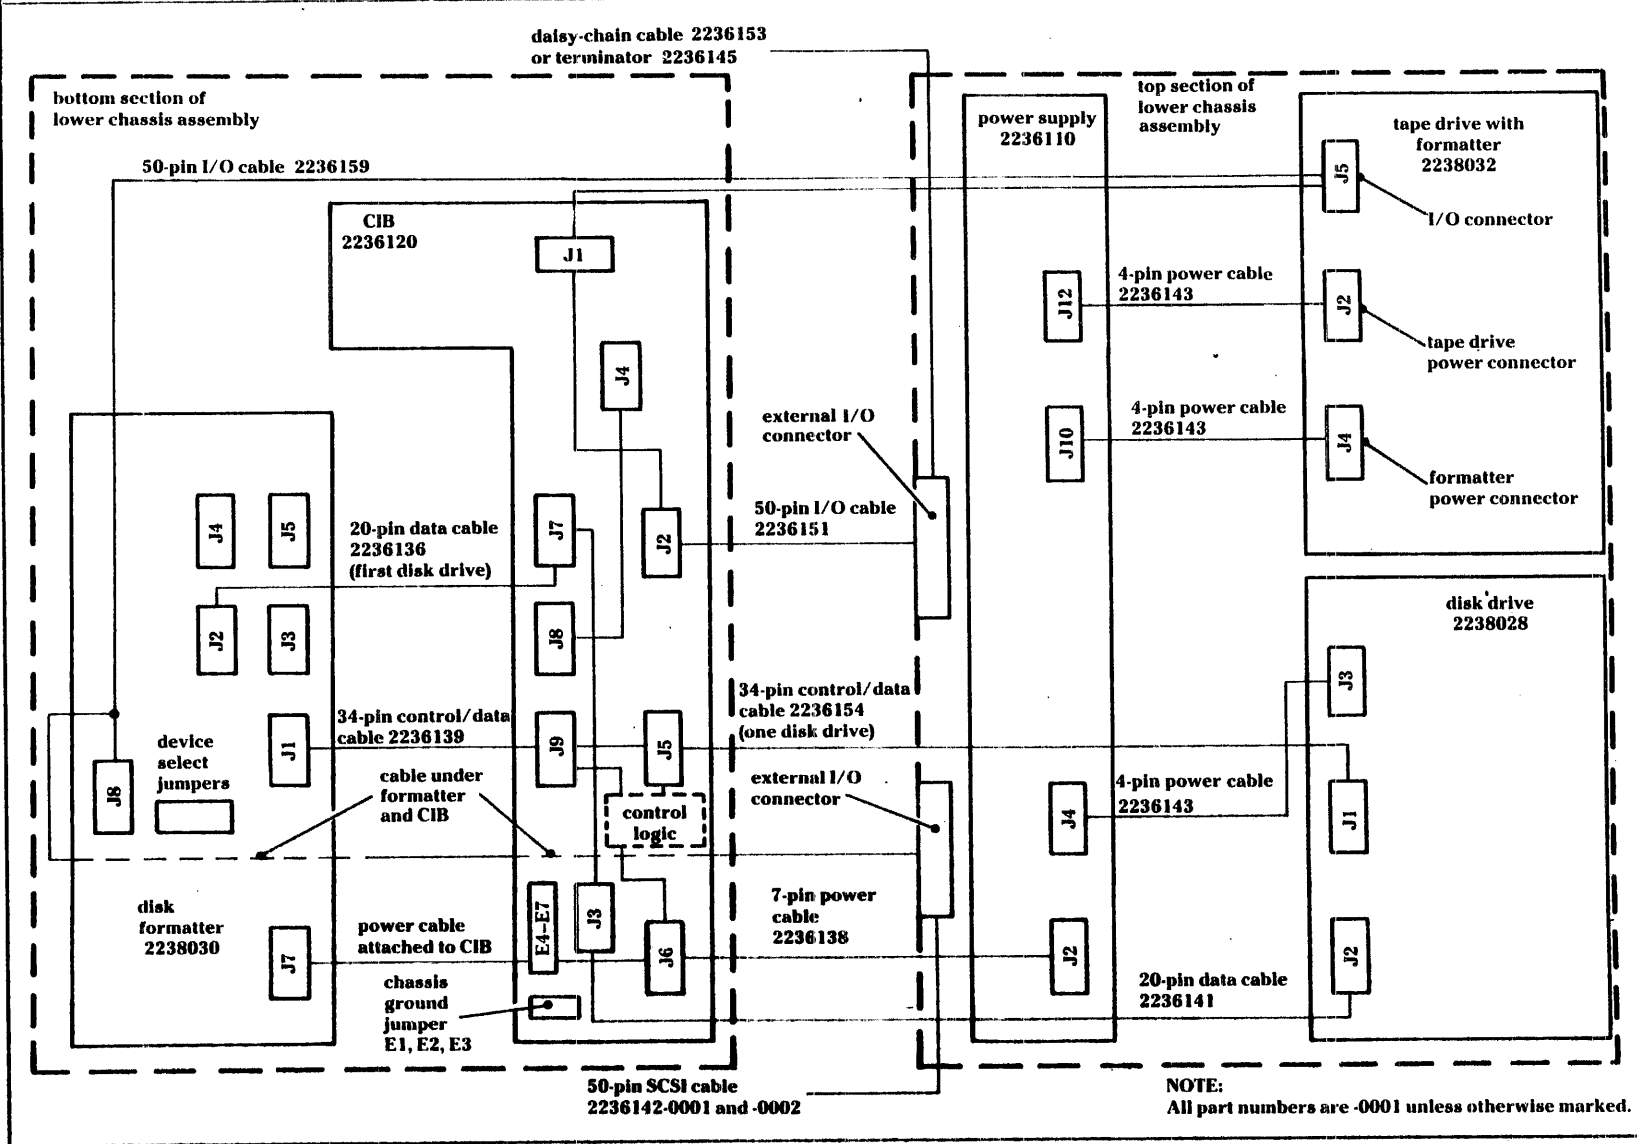 daisy-chain cable 2236153
or terminator 2236145
bottom section of
lower chassis assembly
50-pin I/O cable 2236159
CIB
2236120
J1
J4
J7
J2
J8
J9
J5
control
logic
E4–E7
J3
J6
J4
J5
20-pin data cable
2236136
(first disk drive)
J2
J3
34-pin control/data
cable 2236139
J1
device
select
jumpers
J8
cable under
formatter
and CIB
disk
formatter
2238030
J7
power cable
attached to CIB
chassis
ground
jumper
E1, E2, E3
external I/O
connector
50-pin I/O cable
2236151
34-pin control/data
cable 2236154
(one disk drive)
external I/O
connector
7-pin power
cable
2236138
50-pin SCSI cable
2236142-0001 and -0002
top section of
lower chassis
assembly
power supply
2236110
J12
J10
J4
J2
4-pin power cable
2236143
4-pin power cable
2236143
4-pin power cable
2236143
20-pin data cable
2236141
tape drive with
formatter
2238032
J5
I/O connector
J2
tape drive
power connector
J4
formatter
power connector
disk drive
2238028
J3
J1
J2
NOTE:
All part numbers are -0001 unless otherwise marked.